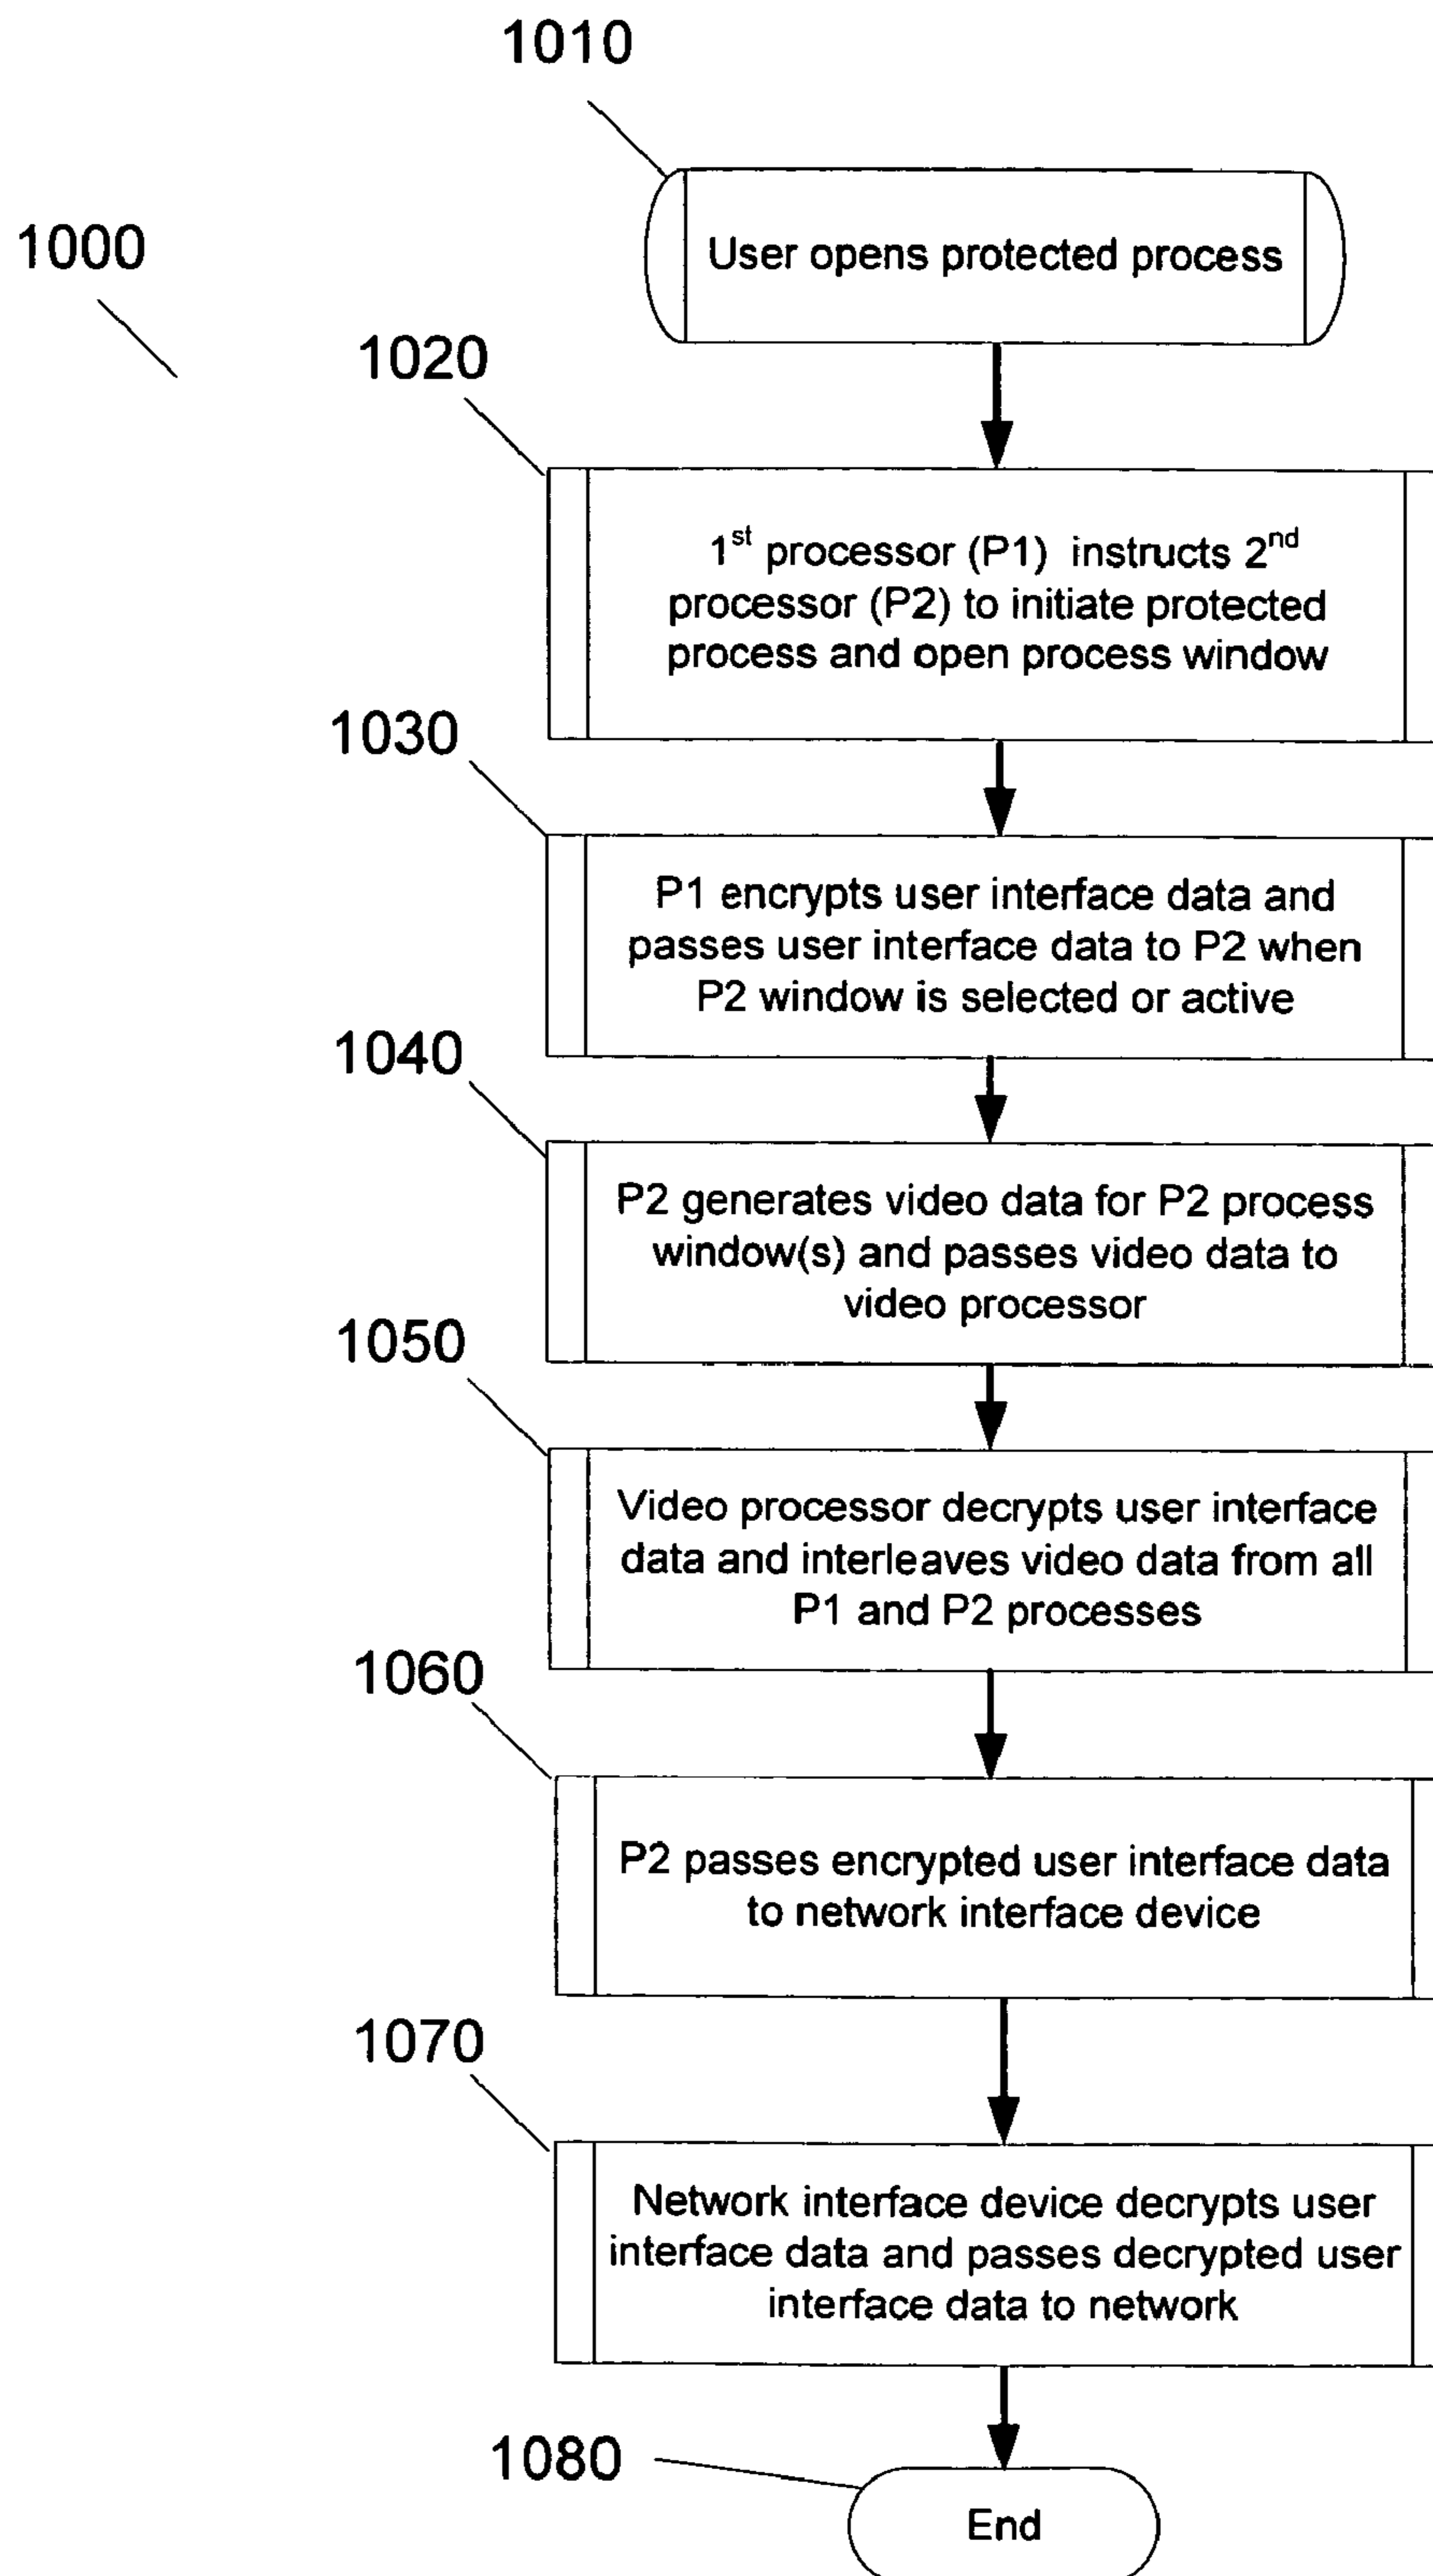 1010
1000
User opens protected process
1020
1st processor (P1) instructs 2nd
processor (P2) to initiate protected
process and open process window
1030
P1 encrypts user interface data and
passes user interface data to P2 when
P2 window is selected or active
1040
P2 generates video data for P2 process
window(s) and passes video data to
video processor
1050
Video processor decrypts user interface
data and interleaves video data from all
P1 and P2 processes
1060
P2 passes encrypted user interface data
to network interface device
1070
Network interface device decrypts user
interface data and passes decrypted user
interface data to network
1080
End